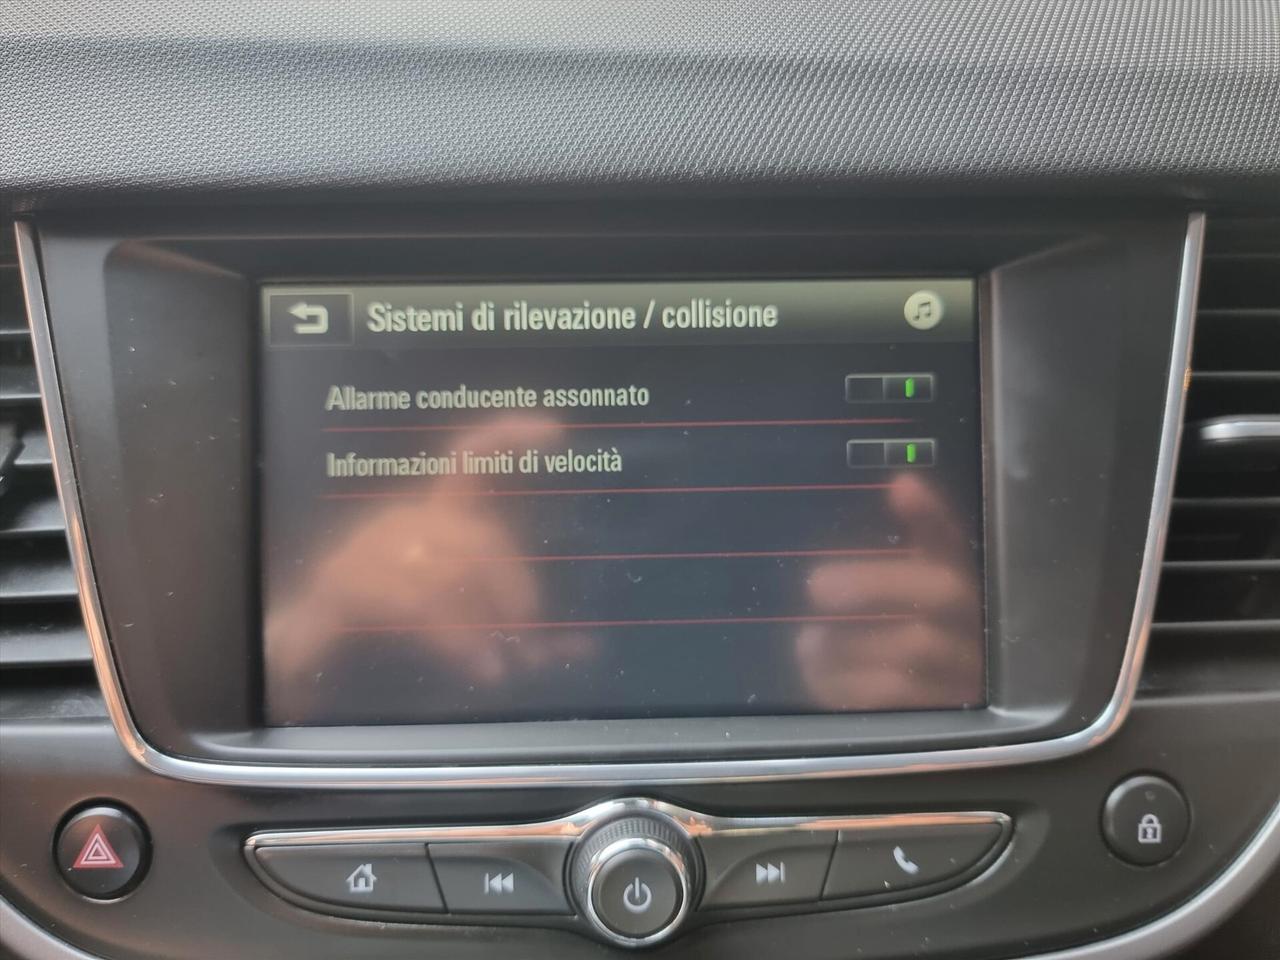 Sistemi di rilevazione / collisione
Allarme conducente assonnato
Informazioni limiti di velocità